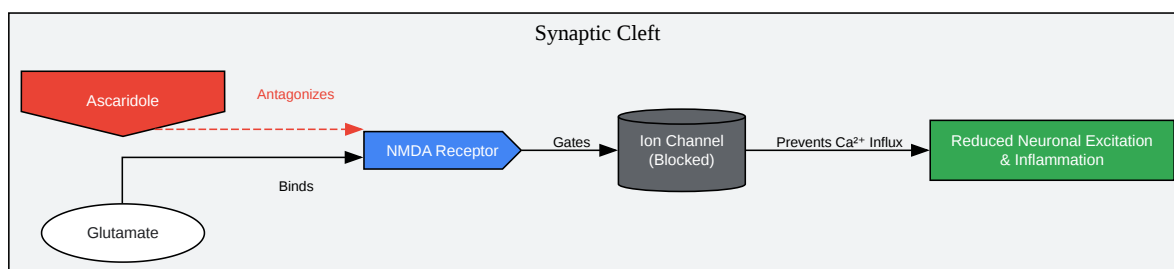 Synaptic Cleft
Ascaridole
Antagonizes
NMDA Receptor
Gates
Ion Channel
(Blocked)
Prevents Ca²⁺ Influx
Reduced Neuronal Excitation
& Inflammation
Binds
Glutamate